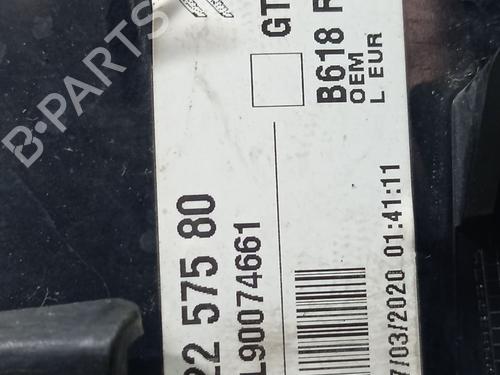 B-PARTS
GT
B618 F
OEM
L EUR
22 575 80
L90074661
7/03/2020 01:41:11